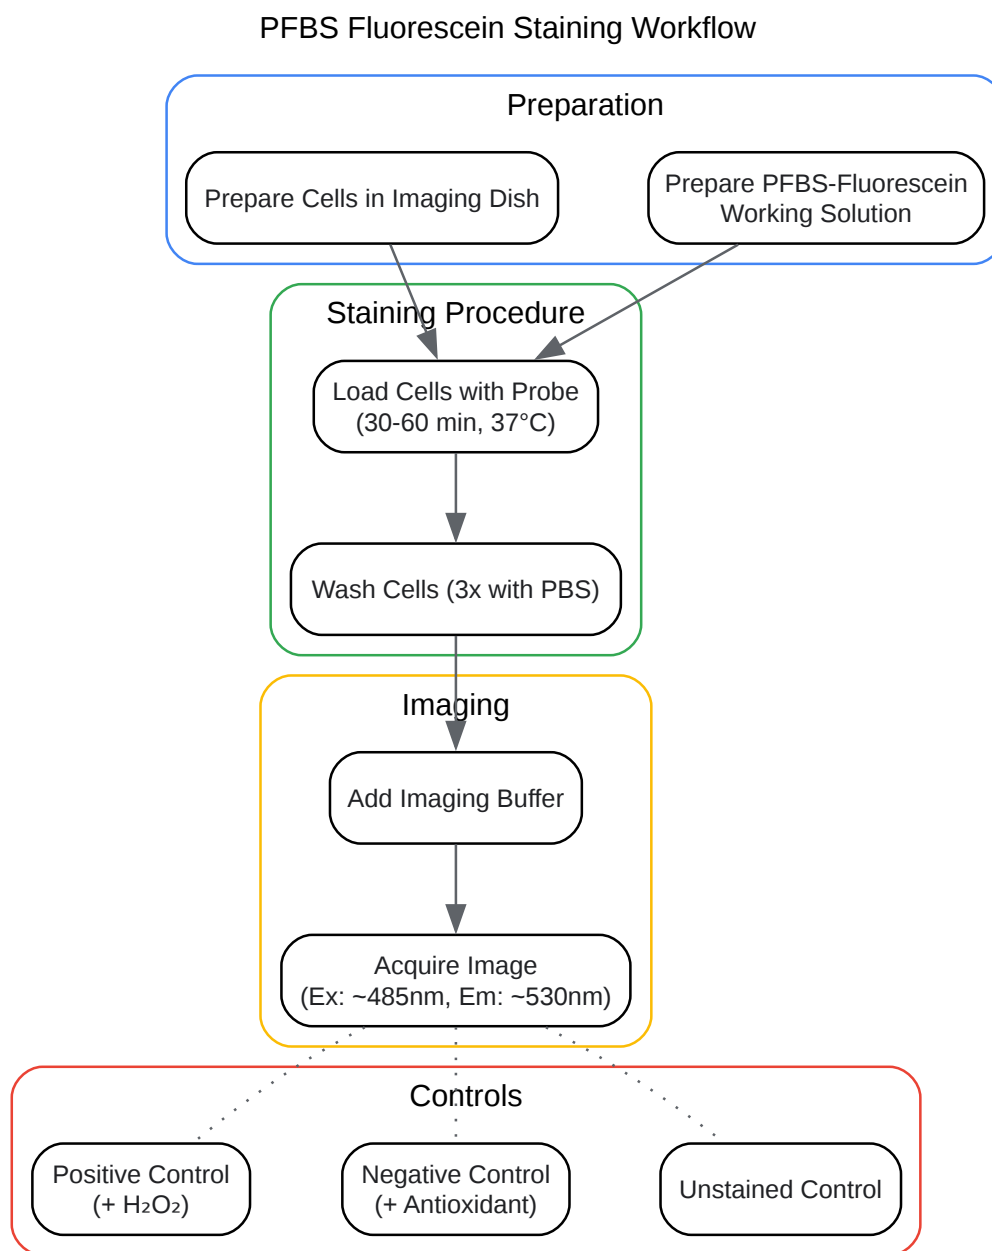 PFBS Fluorescein Staining Workflow
Preparation
Prepare Cells in Imaging Dish
Prepare PFBS-Fluorescein
Working Solution
Staining Procedure
Load Cells with Probe
(30-60 min, 37°C)
Wash Cells (3x with PBS)
Imaging
Add Imaging Buffer
Acquire Image
(Ex: ~485nm, Em: ~530nm)
Controls
Positive Control
(+ H₂O₂)
Negative Control
(+ Antioxidant)
Unstained Control